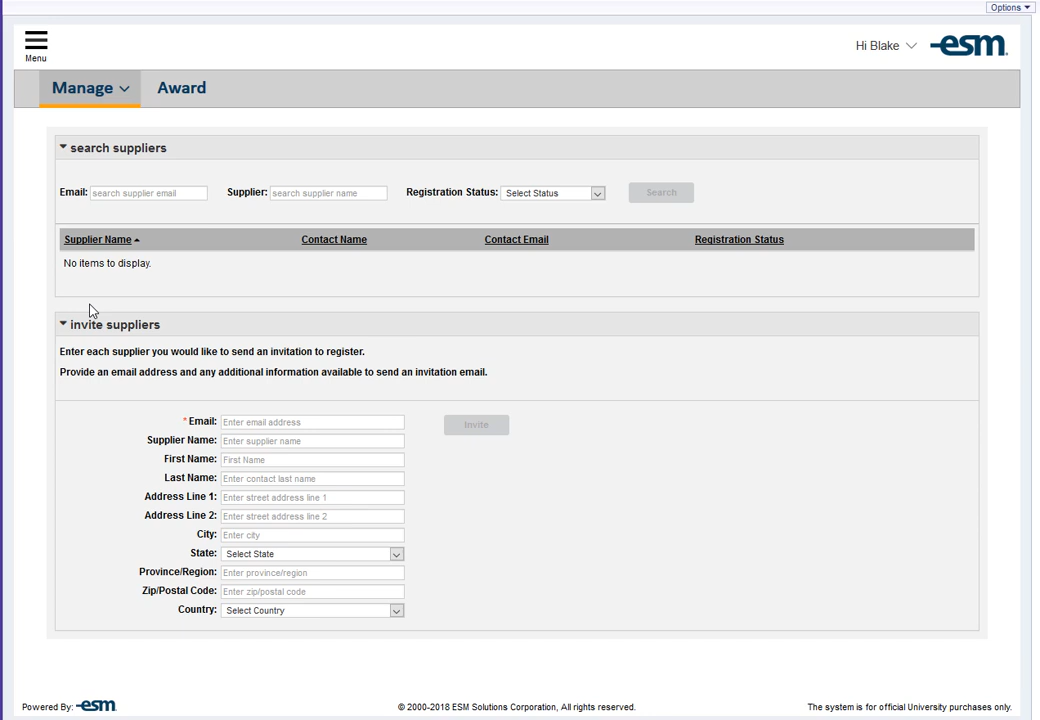 Options
Menu
Hi Blake
esm
Manage
Award
search suppliers
Email: search supplier email Supplier: search supplier name Registration Status: Select Status Search
Supplier Name Contact Name Contact Email Registration Status
No items to display.
invite suppliers
Enter each supplier you would like to send an invitation to register.
Provide an email address and any additional information available to send an invitation email.
*Email: Enter email address Invite
Supplier Name: Enter supplier name
First Name: First Name
Last Name: Enter contact last name
Address Line 1: Enter street address line 1
Address Line 2: Enter street address line 2
City: Enter city
State: Select State
Province/Region: Enter province/region
Zip/Postal Code: Enter zip/postal code
Country: Select Country
Powered By: esm © 2000-2018 ESM Solutions Corporation, All rights reserved. The system is for official University purchases only.